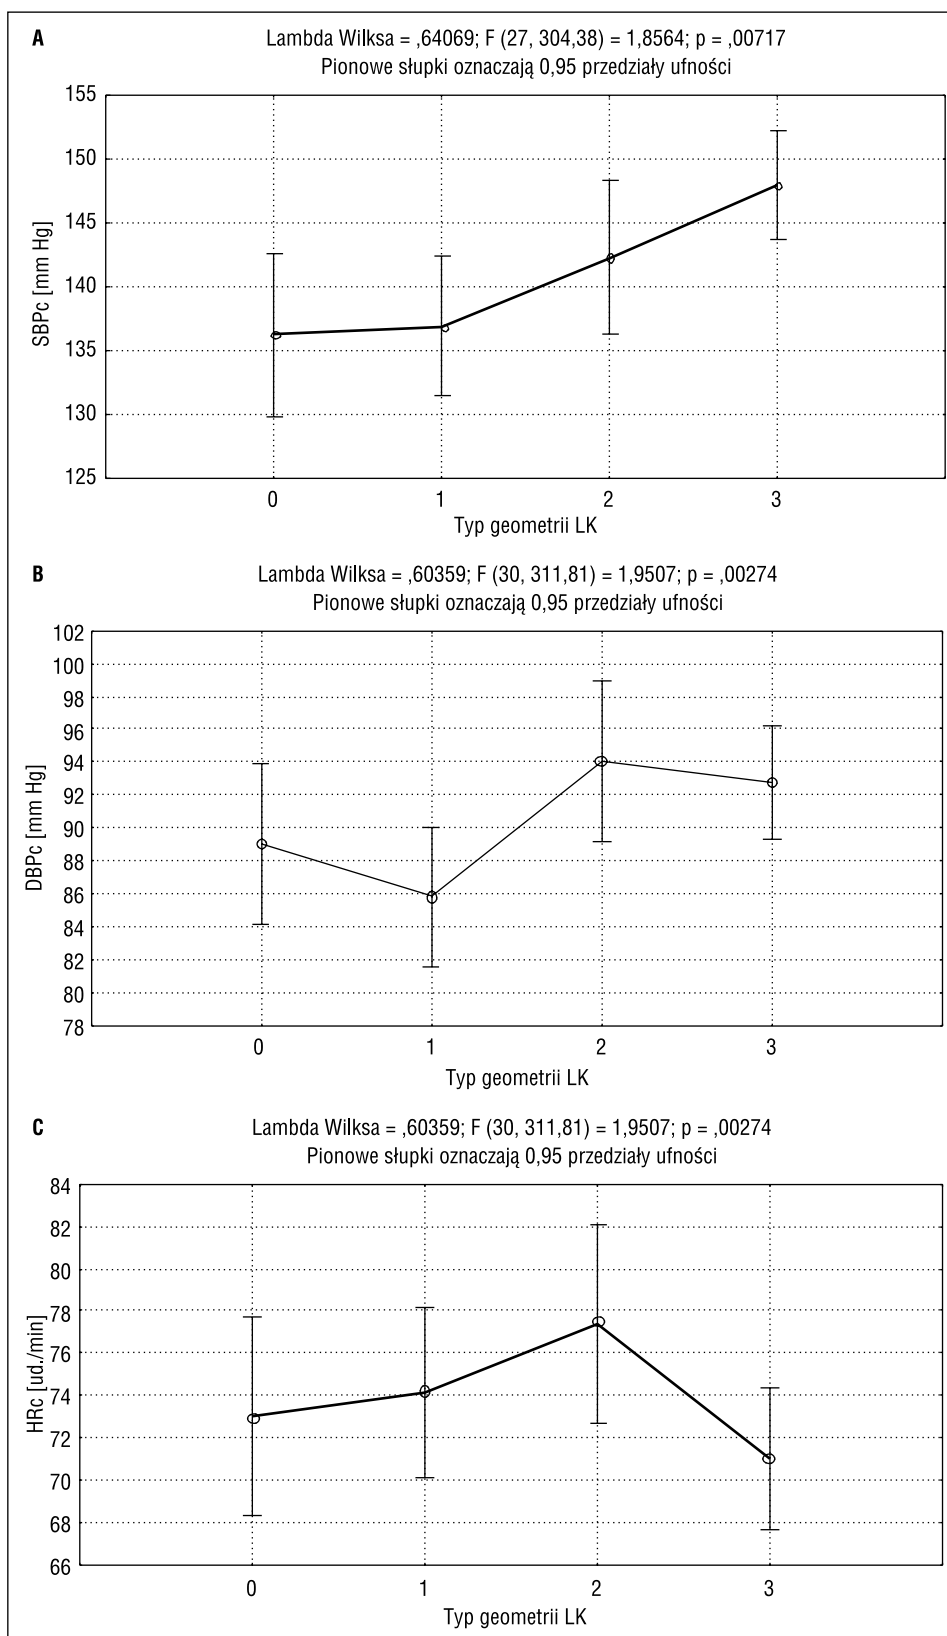 A
Lambda Wilksa = ,64069; F (27, 304,38) = 1,8564; p = ,00717
Pionowe słupki oznaczają 0,95 przedziały ufności
155
150
145
140
135
130
125
SBPc [mm Hg]
0 1 2 3
Typ geometrii LK
B
Lambda Wilksa = ,60359; F (30, 311,81) = 1,9507; p = ,00274
Pionowe słupki oznaczają 0,95 przedziały ufności
102
100
98
96
94
92
90
88
86
84
82
80
78
DBPc [mm Hg]
0 1 2 3
Typ geometrii LK
C
Lambda Wilksa = ,60359; F (30, 311,81) = 1,9507; p = ,00274
Pionowe słupki oznaczają 0,95 przedziały ufności
84
82
80
78
76
74
72
70
68
66
HRc [ud./min]
0 1 2 3
Typ geometrii LK